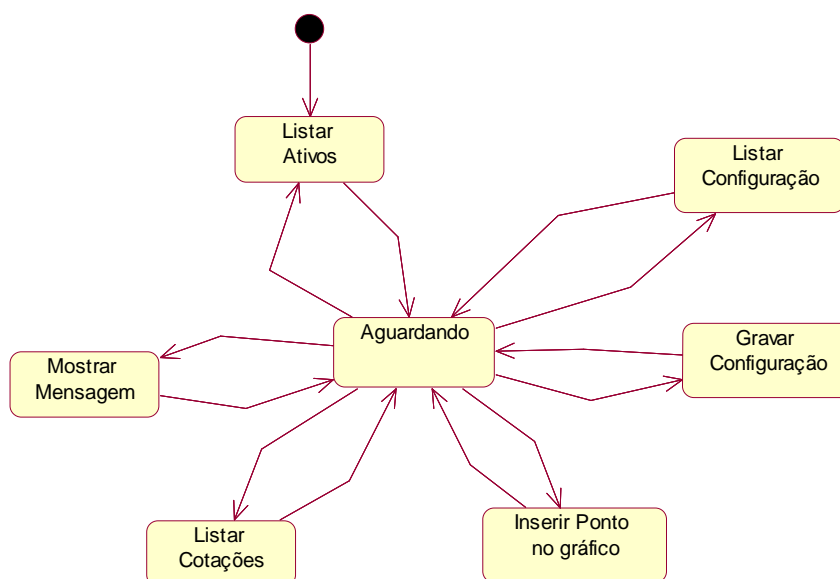 Listar
Ativos
Listar
Configuração
Aguardando
Gravar
Configuração
Mostrar
Mensagem
Listar
Cotações
Inserir Ponto
no gráfico